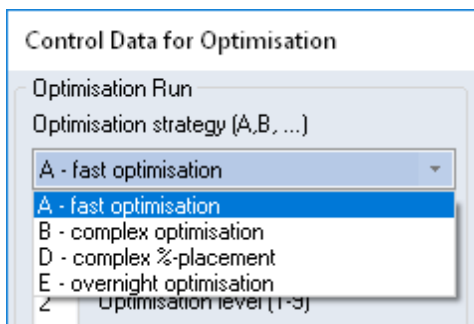 Control Data for Optimisation
Optimisation Run
Optimisation strategy (A,B, ...)
A - fast optimisation
A - fast optimisation
B - complex optimisation
D - complex %-placement
E - overnight optimisation
2 Optimisation level (1-9)